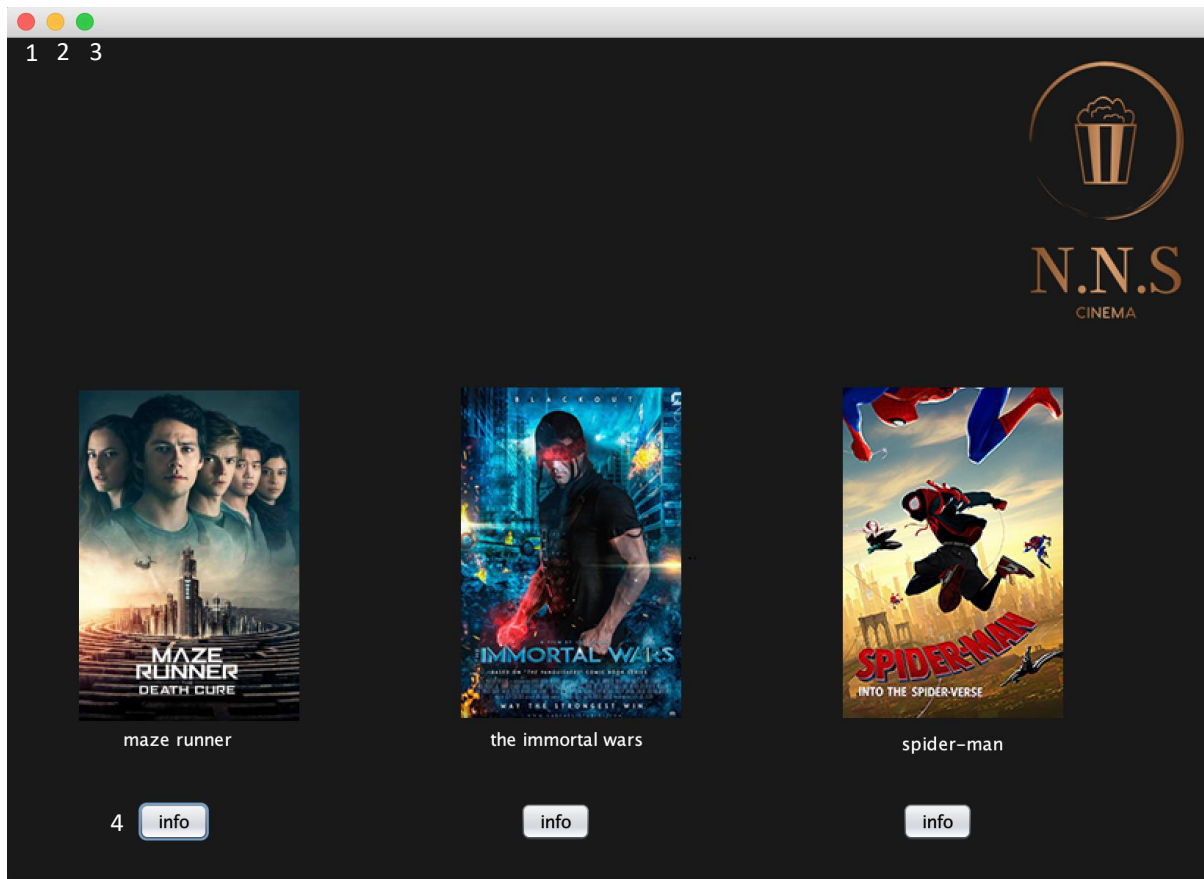 1 2 3
N.N.S
CINEMA
MAZE
RUNNER
DEATH CURE
maze runner
BLACKOUT
IMMORTAL WARS
MAY THE STRONGEST WIN
the immortal wars
SPIDER-MAN
INTO THE SPIDER-VERSE
spider-man
4 info
info
info